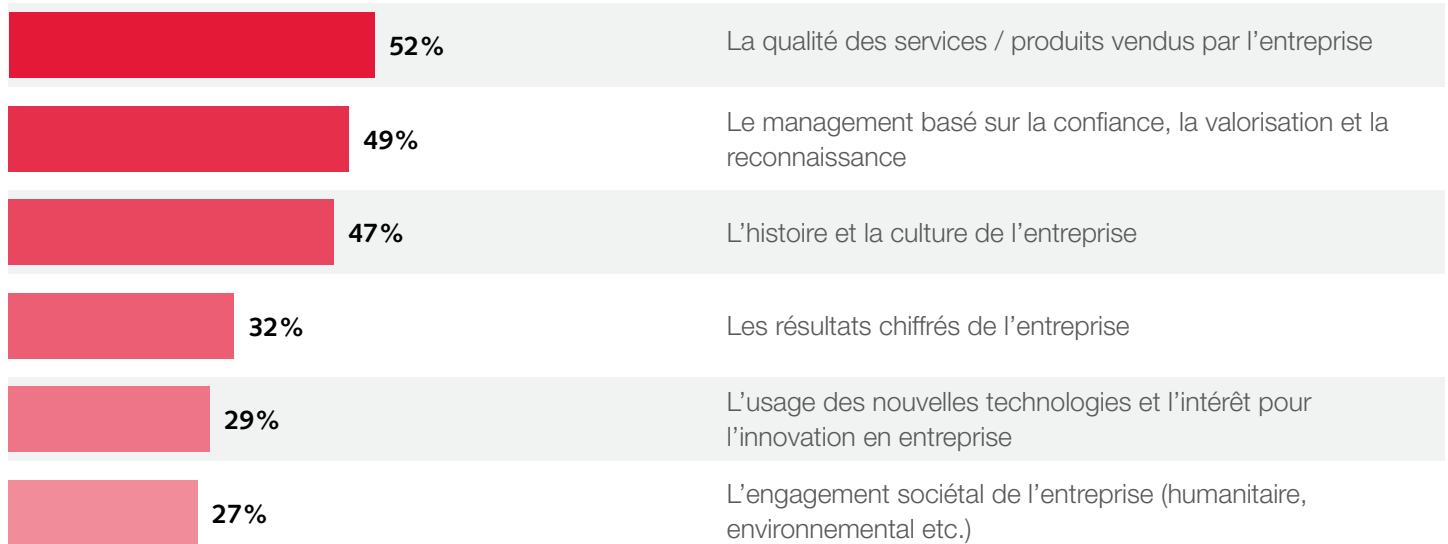 52% La qualité des services / produits vendus par l’entreprise
49% Le management basé sur la confiance, la valorisation et la
reconnaissance
47% L’histoire et la culture de l’entreprise
32% Les résultats chiffrés de l’entreprise
29% L’usage des nouvelles technologies et l’intérêt pour
l’innovation en entreprise
27% L’engagement sociétal de l’entreprise (humanitaire,
environnemental etc.)